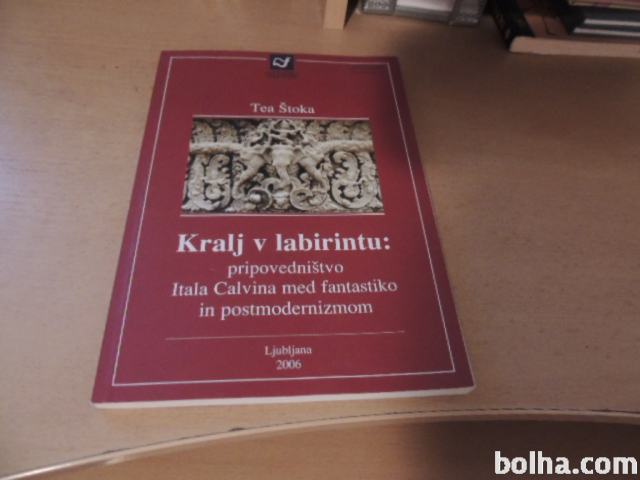 Tea Štoka
Kralj v labirintu:
pripovedništvo
Itala Calvina med fantastiko
in postmodernizmom
Ljubljana
2006
bolha.com